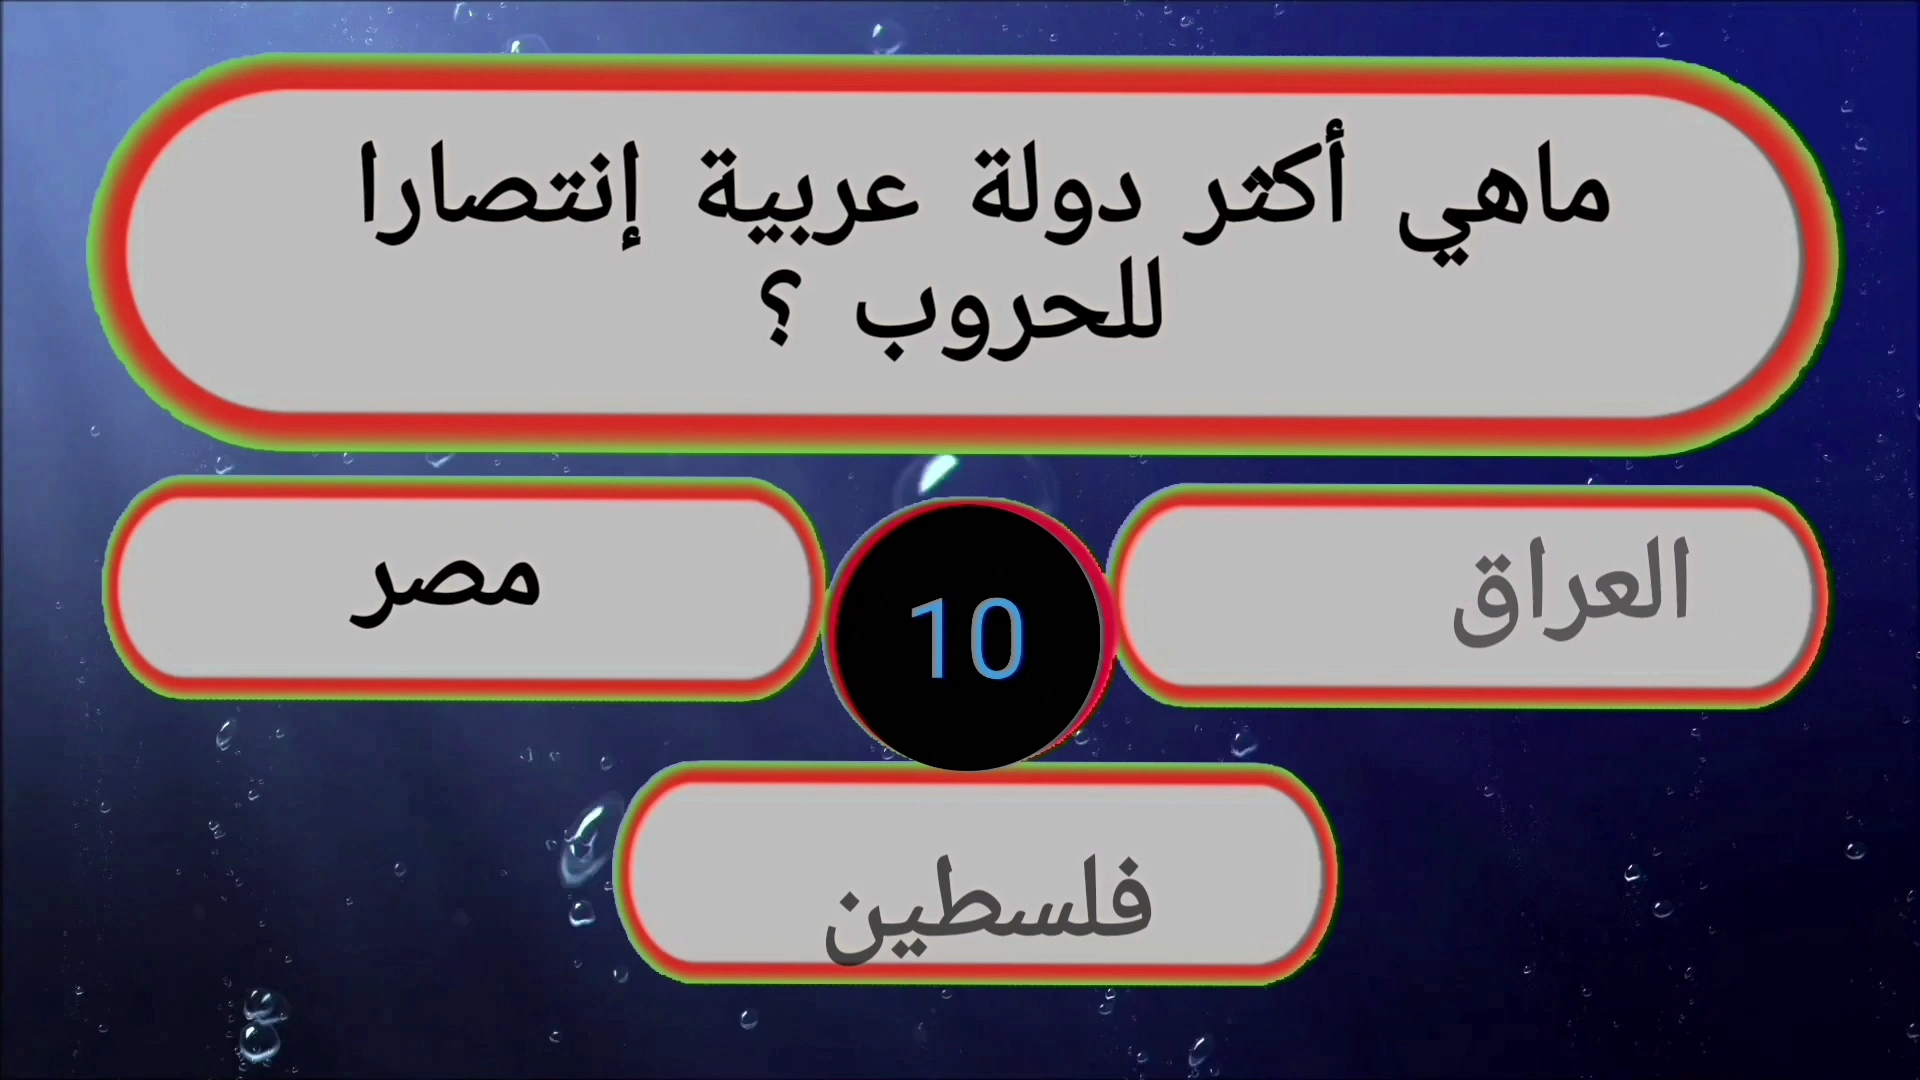 ماهي أكثر دولة عربية إنتصارا
للحروب ؟
العراق
مصر
10
فلسطين